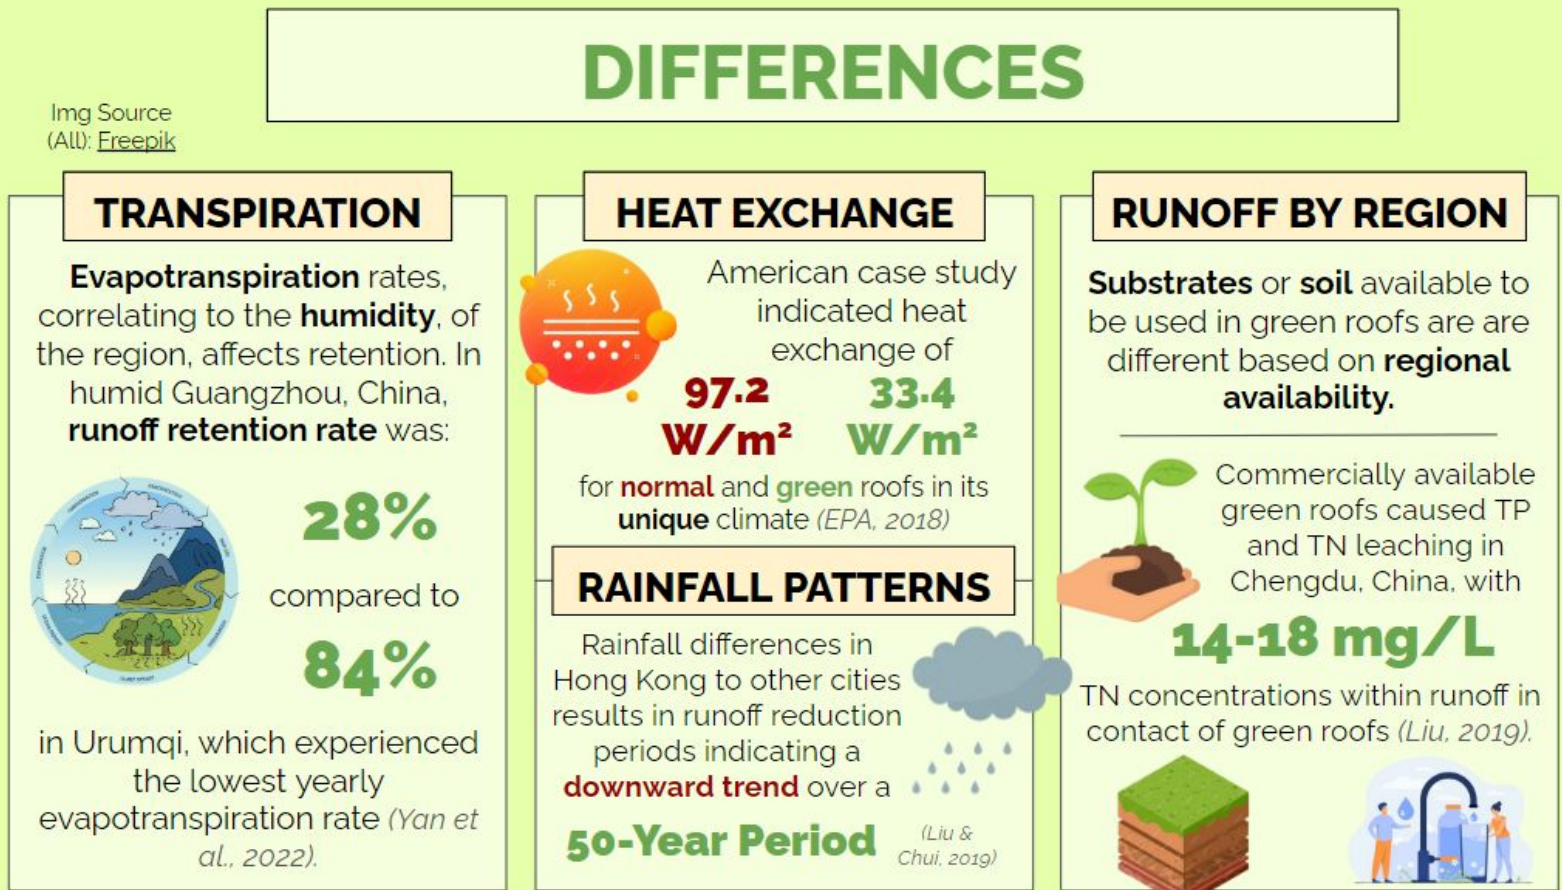 DIFFERENCES
Img Source
(All): Freepik
TRANSPIRATION
Evapotranspiration rates,
correlating to the humidity, of
the region, affects retention. In
humid Guangzhou, China,
runoff retention rate was:
28%
compared to
84%
in Urumqi, which experienced
the lowest yearly
evapotranspiration rate (Yan et
al., 2022).
HEAT EXCHANGE
American case study
indicated heat
exchange of
97.2 33.4
W/m² W/m²
for normal and green roofs in its
unique climate (EPA, 2018)
RAINFALL PATTERNS
Rainfall differences in
Hong Kong to other cities
results in runoff reduction
periods indicating a
downward trend over a
50-Year Period
(Liu &
Chui, 2019)
RUNOFF BY REGION
Substrates or soil available to
be used in green roofs are are
different based on regional
availability.
Commercially available
green roofs caused TP
and TN leaching in
Chengdu, China, with
14-18 mg/L
TN concentrations within runoff in
contact of green roofs (Liu, 2019).